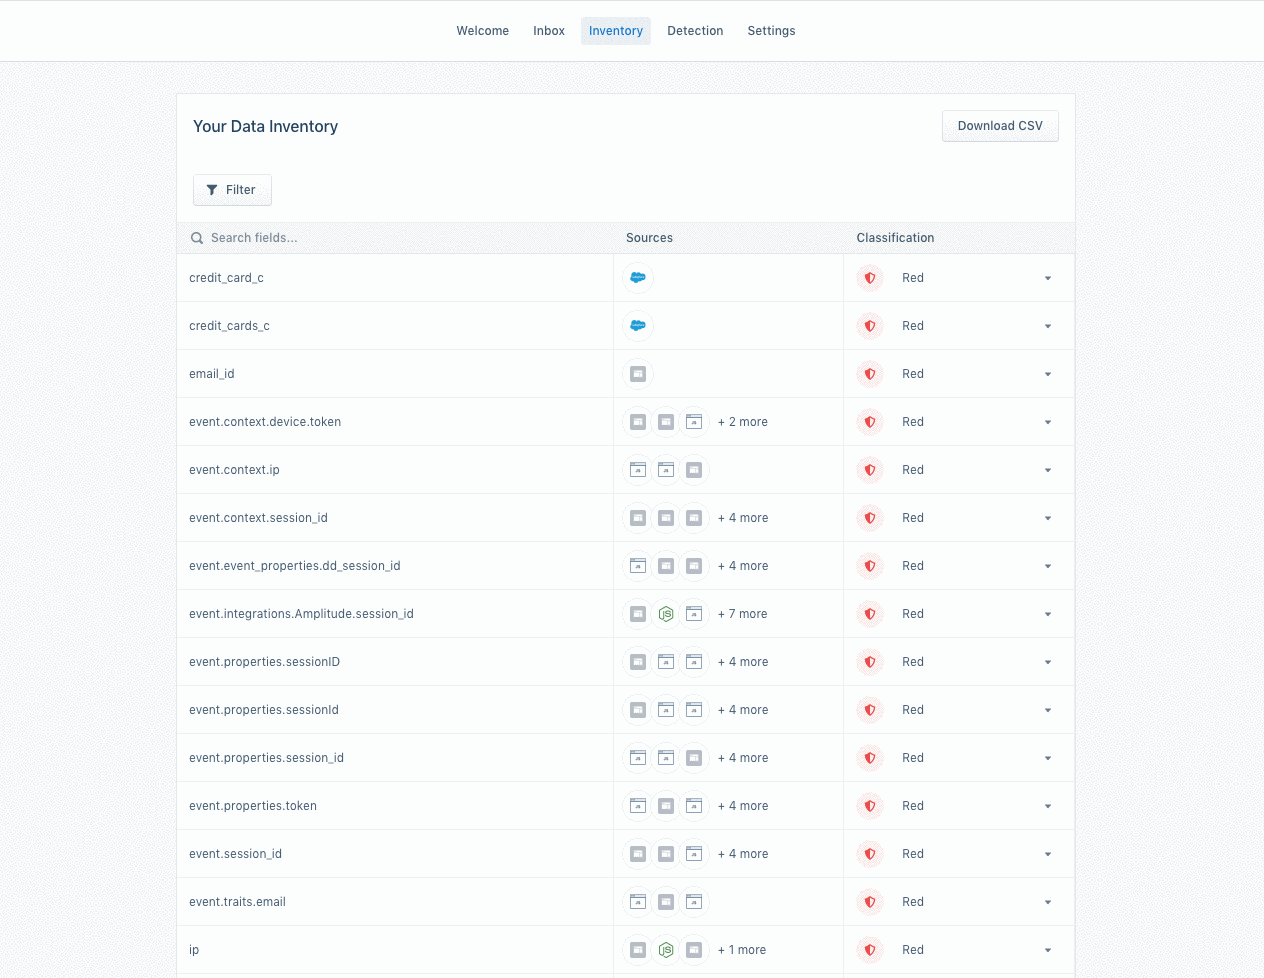 Welcome Inbox Inventory Detection Settings
Your Data Inventory Download CSV
Filter
Search fields... Sources Classification
credit_card_c Red
credit_cards_c Red
email_id Red
event.context.device.token + 2 more Red
event.context.ip Red
event.context.session_id + 4 more Red
event.event_properties.dd_session_id + 4 more Red
event.integrations.Amplitude.session_id JS + 7 more Red
event.properties.sessionID + 4 more Red
event.properties.sessionId + 4 more Red
event.properties.session_id + 4 more Red
event.properties.token + 4 more Red
event.session_id + 4 more Red
event.traits.email Red
ip JS + 1 more Red